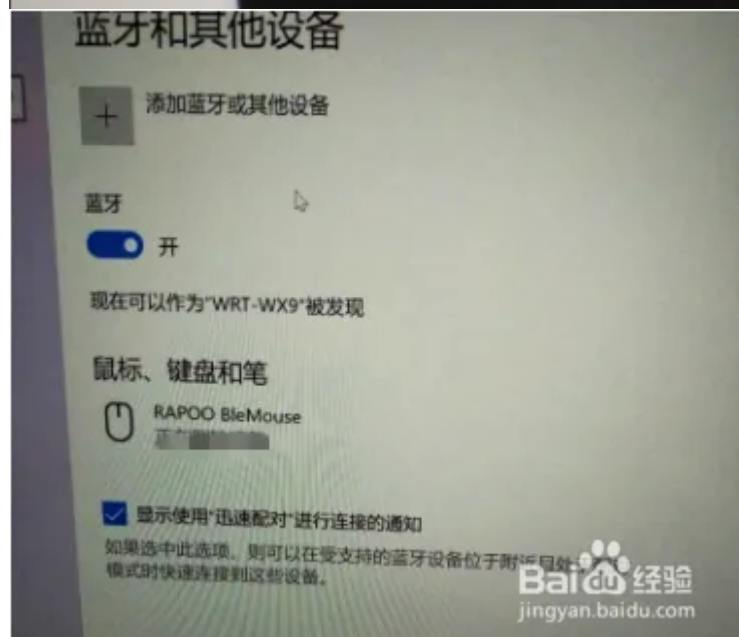 蓝牙和其他设备
+ 添加蓝牙或其他设备
蓝牙
开
现在可以作为"WRT-WX9"被发现
鼠标、键盘和笔
RAPOO BleMouse
显示使用"迅速配对"进行连接的通知
如果选中此选项，则可以在受支持的蓝牙设备位于附近且处
模式时快速连接到这些设备。
Baidu 经验
jingyan.baidu.com